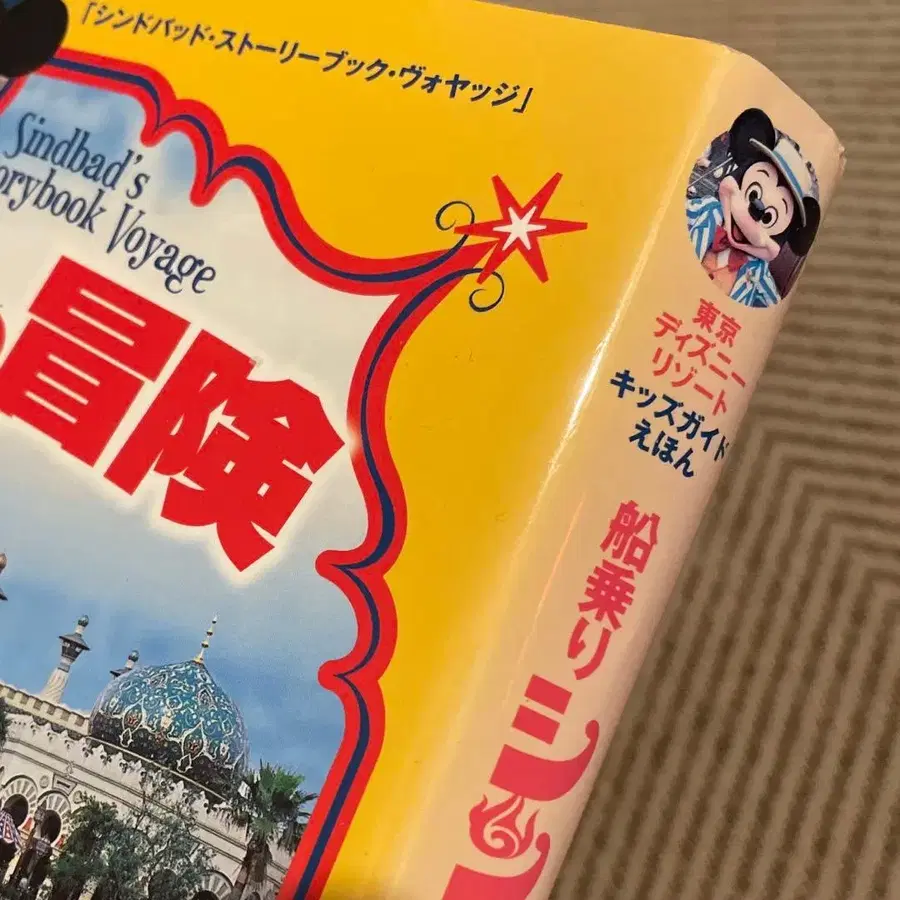 「シンドバッド・ストーリーブック・ヴォヤッジ」
Sindbad's
Voyage
冒険
東京
ディズニー
リゾート
キッズガイド
えほん
船乗り
シン